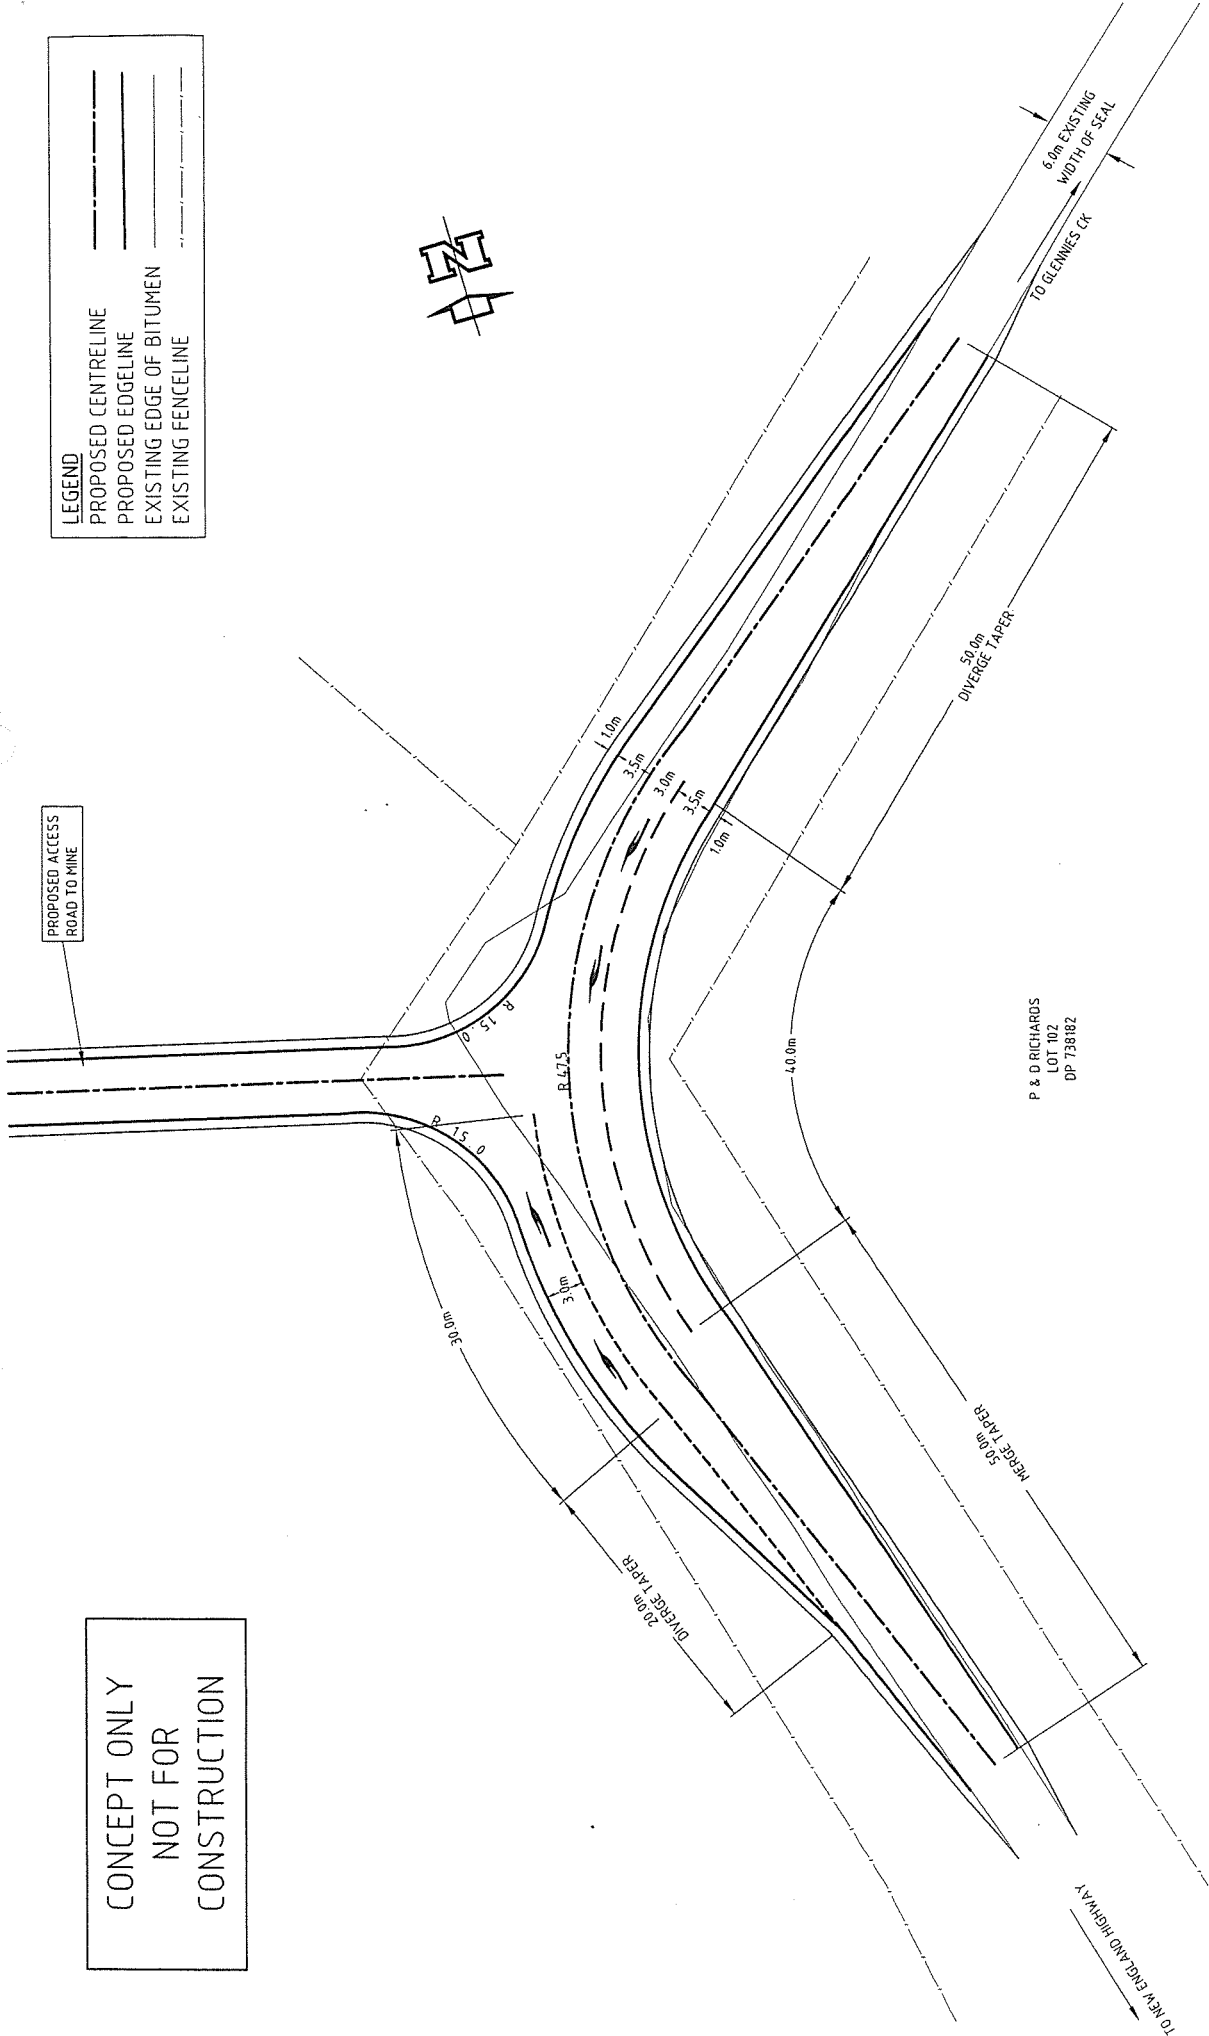 CONCEPT ONLY
NOT FOR
CONSTRUCTION
PROPOSED ACCESS
ROAD TO MINE
LEGEND
PROPOSED CENTRELINE
PROPOSED EDGELINE
EXISTING EDGE OF BITUMEN
EXISTING FENCELINE
N
30.0m
R 15.0
R 15.0
R 47.5
3.0m
20.0m
DIVERGE TAPER
1.0m
3.5m
3.0m
3.5m
1.0m
6.0m EXISTING
WIDTH OF SEAL
TO GLENNIES CK
50.0m
DIVERGE TAPER
40.0m
50.0m
MERGE TAPER
P & D RICHARDS
LOT 102
DP 738182
TO NEW ENGLAND HIGHWAY